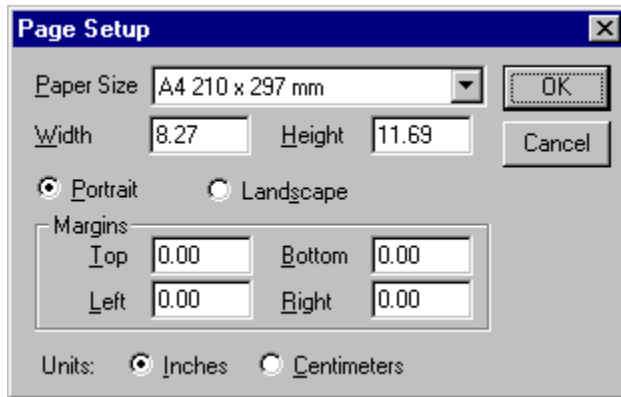 Page Setup
Paper Size A4 210 x 297 mm OK
Width 8.27 Height 11.69 Cancel
Portrait Landscape
Margins
Top 0.00 Bottom 0.00
Left 0.00 Right 0.00
Units: Inches Centimeters